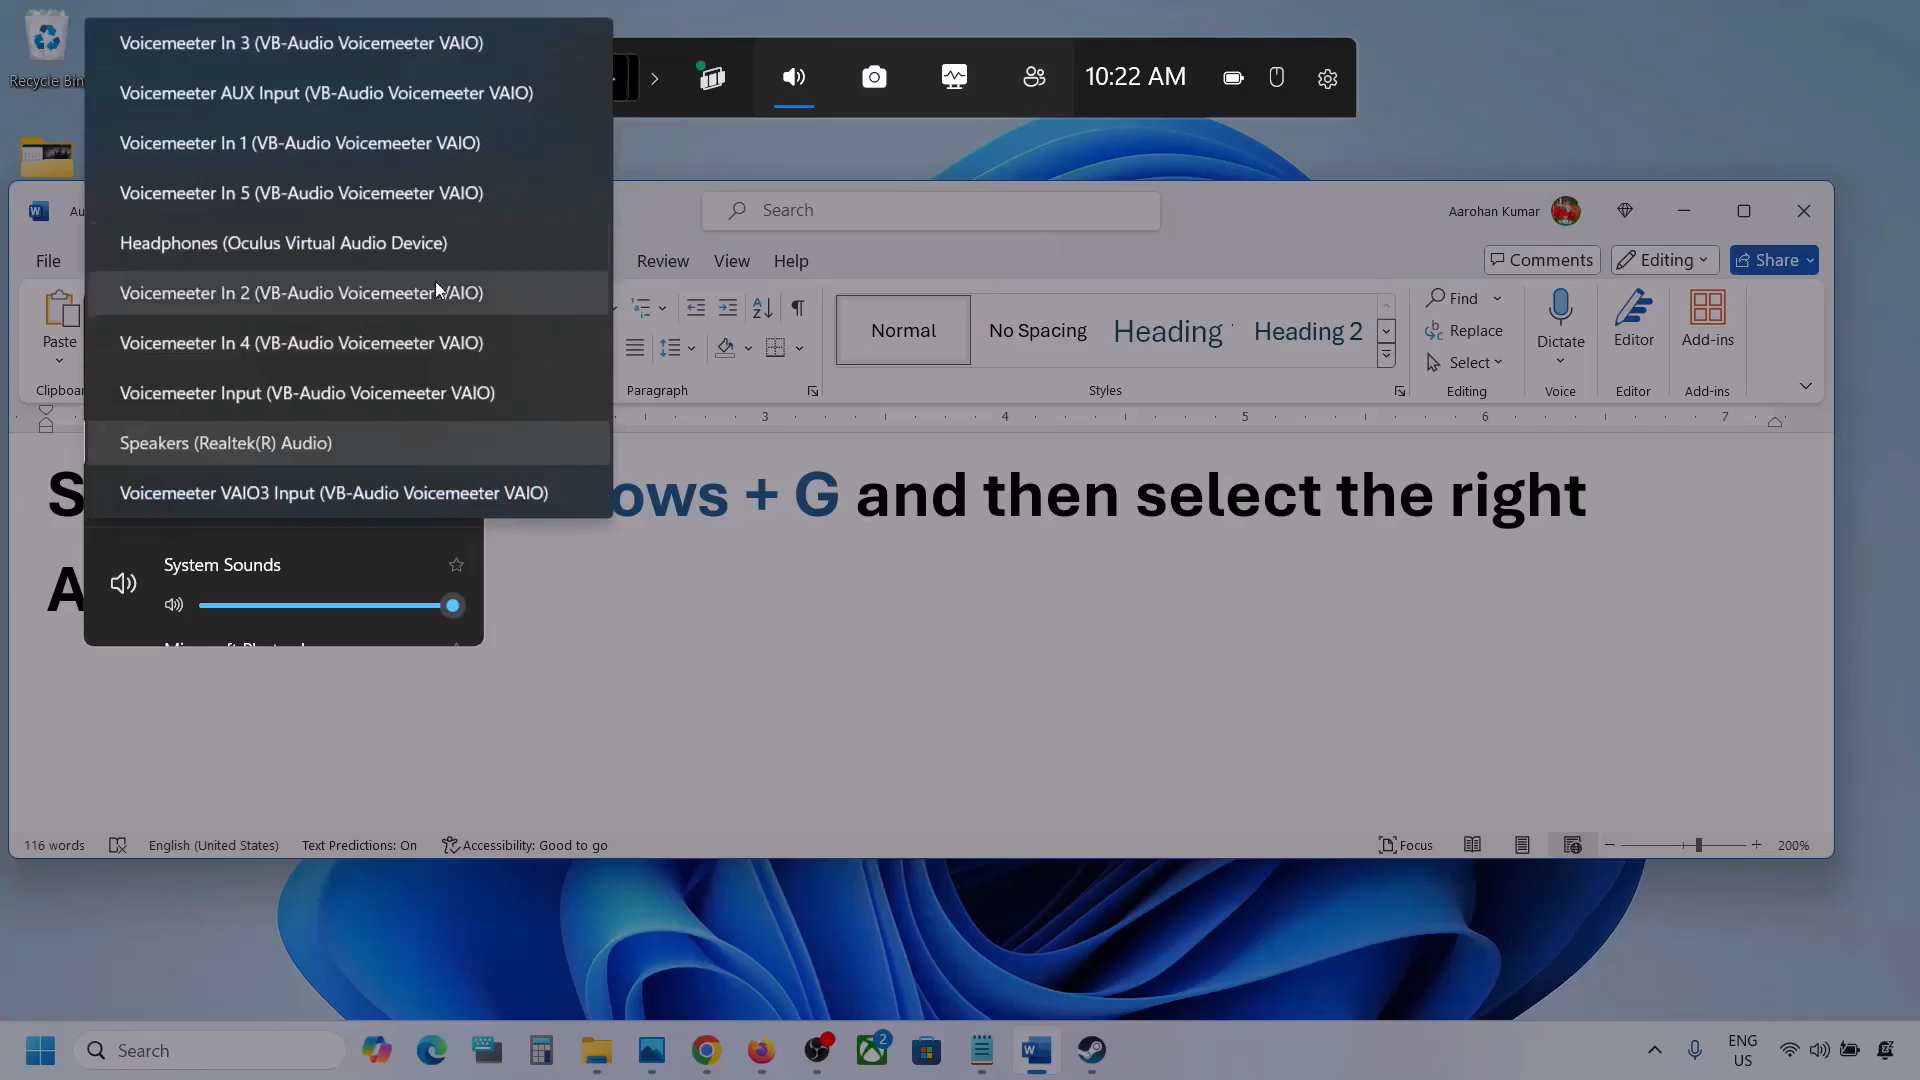 Recycle Bin
Voicemeeter In 3 (VB-Audio Voicemeeter VAIO)
Voicemeeter AUX Input (VB-Audio Voicemeeter VAIO)
Voicemeeter In 1 (VB-Audio Voicemeeter VAIO)
Voicemeeter In 5 (VB-Audio Voicemeeter VAIO)
Headphones (Oculus Virtual Audio Device)
Voicemeeter In 2 (VB-Audio Voicemeeter VAIO)
Voicemeeter In 4 (VB-Audio Voicemeeter VAIO)
Voicemeeter Input (VB-Audio Voicemeeter VAIO)
Speakers (Realtek(R) Audio)
Voicemeeter VAIO3 Input (VB-Audio Voicemeeter VAIO)
System Sounds
10:22 AM
Au
Search
Aarohan Kumar
File
Review View Help
Comments Editing Share
Paste
Clipboar
Paragraph
Normal
No Spacing
Heading
Heading 2
Styles
Find
Replace
Select
Editing
Dictate
Voice
Editor
Editor
Add-ins
Add-ins
3 4 5 6 7
S ows + G and then select the right
A
116 words English (United States) Text Predictions: On Accessibility: Good to go
Focus 200%
Search
2
ENG
US